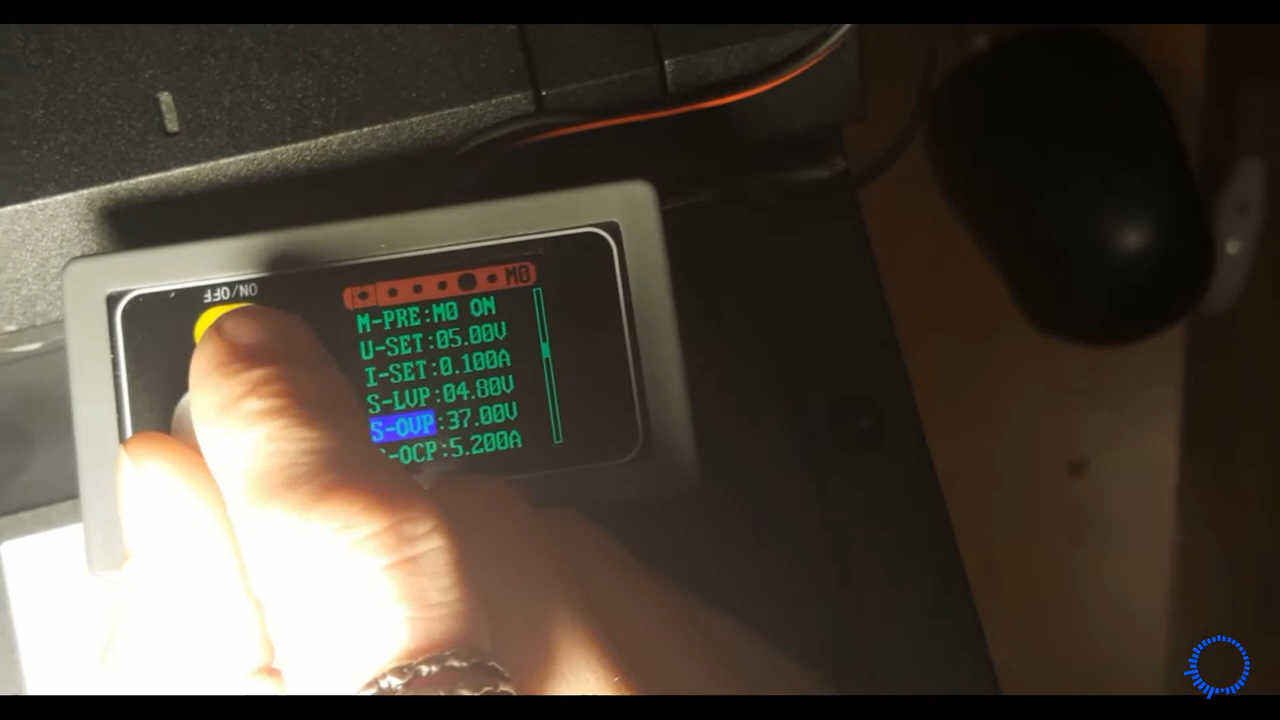 ON/OFF
M0
M-PRE:M0 ON
U-SET:05.00V
I-SET:0.100A
S-LVP:04.80V
S-OVP:37.00V
-OCP:5.200A